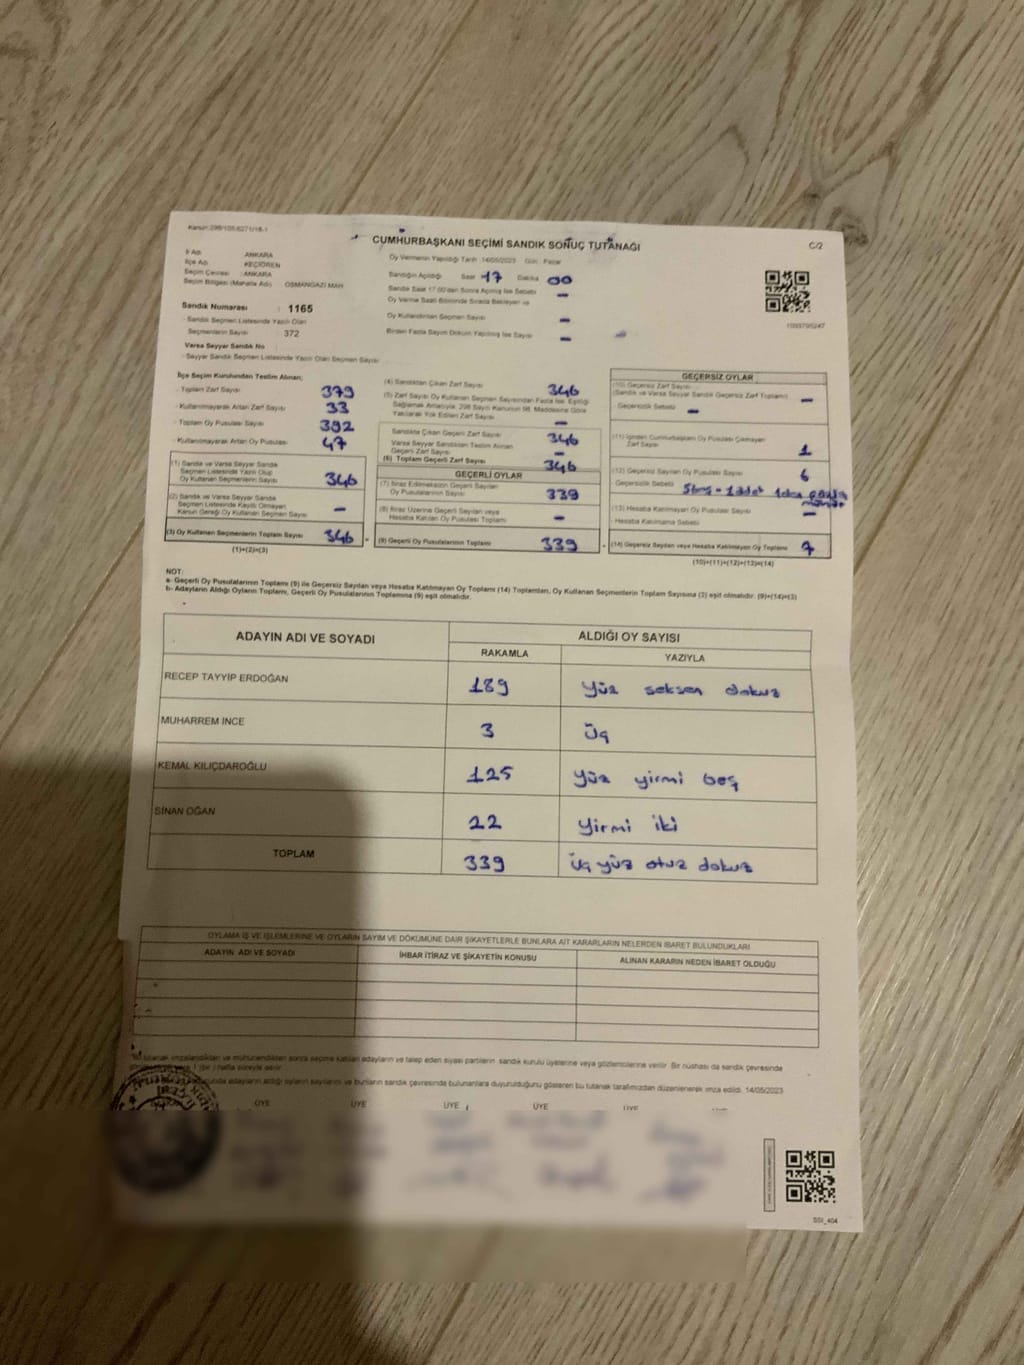 Kanun:298/105,6271/16-1
CUMHURBAŞKANI SEÇİMİ SANDIK SONUÇ TUTANAĞI
C/2
İl Adı : ANKARA
İlçe Adı : KEÇİÖREN
Seçim Çevresi : ANKARA
Seçim Bölgesi (Mahalle Adı) : OSMANGAZİ MAH
Oy Vermenin Yapıldığı Tarih :14/05/2023 Gün : Pazar
Sandığın Açıldığı Saat 17 Dakika 00
Sandık Saat 17:00'den Sonra Açılmış İse Sebebi —
Oy Verme Saati Bitiminde Sırada Bekleyen ve
Oy Kullandırılan Seçmen Sayısı —
Birden Fazla Sayım Döküm Yapılmış İse Sayısı —
Sandık Numarası : 1165
- Sandık Seçmen Listesinde Yazılı Olan
Seçmenlerin Sayısı : 372
Varsa Seyyar Sandık No
- Seyyar Sandık Seçmen Listesinde Yazılı Olan Seçmen Sayısı
İlçe Seçim Kurulundan Teslim Alınan;
- Toplam Zarf Sayısı 379
- Kullanılmayarak Artan Zarf Sayısı 33
- Toplam Oy Pusulası Sayısı 392
- Kullanılmayarak Artan Oy Pusulası 47
(1) Sandık ve Varsa Seyyar Sandık
Seçmen Listesinde Yazılı Olup
Oy Kullanan Seçmenlerin Sayısı 346
(2) Sandık ve Varsa Seyyar Sandık
Seçmen Listesinde Kayıtlı Olmayan
Kanun Gereği Oy Kullanan Seçmen Sayısı —
(3) Oy Kullanan Seçmenlerin Toplam Sayısı 346
(1)+(2)=(3)
(4) Sandıktan Çıkan Zarf Sayısı 346
(5) Zarf Sayısı Oy Kullanan Seçmen Sayısından Fazla İse, Eşitliği
Sağlamak Amacıyla; 298 Sayılı Kanunun 98. Maddesine Göre
Yakılarak Yok Edilen Zarf Sayısı —
Sandıkta Çıkan Geçerli Zarf Sayısı 346
Varsa Seyyar Sandıktan Teslim Alınan
Geçerli Zarf Sayısı —
(6) Toplam Geçerli Zarf Sayısı 346
GEÇERLİ OYLAR
(7) İtiraz Edilmeksizin Geçerli Sayılan
Oy Pusulalarının Sayısı 339
(8) İtiraz Üzerine Geçerli Sayılan veya
Hesaba Katılan Oy Pusulası Toplamı —
(9) Geçerli Oy Pusulalarının Toplamı 339
GEÇERSİZ OYLAR
(10) Geçersiz Zarf Sayısı
(Sandık ve Varsa Seyyar Sandık Geçersiz Zarf Toplamı) —
Geçersizlik Sebebi —
(11) İçinden Cumhurbaşkanı Oy Pusulası Çıkmayan
Zarf Sayısı 1
(12) Geçersiz Sayılan Oy Pusulası Sayısı 6
Geçersizlik Sebebi
(13) Hesaba Katılmayan Oy Pusulası Sayısı —
Hesaba Katılmama Sebebi
(14) Geçersiz Sayılan veya Hesaba Katılmayan Oy Toplamı 7
(10)+(11)+(12)+(13)=(14)
NOT:
a- Geçerli Oy Pusulalarının Toplamı (9) ile Geçersiz Sayılan veya Hesaba Katılmayan Oy Toplamı (14) Toplamları, Oy Kullanan Seçmenlerin Toplam Sayısına (3) eşit olmalıdır. (9)+(14)=(3)
b- Adayların Aldığı Oyların Toplamı, Geçerli Oy Pusulalarının Toplamına (9) eşit olmalıdır.
ADAYIN ADI VE SOYADI
ALDIĞI OY SAYISI
RAKAMLA
YAZIYLA
RECEP TAYYİP ERDOĞAN 189 yüz seksen dokuz
MUHARREM İNCE 3 üç
KEMAL KILIÇDAROĞLU 125 yüz yirmi beş
SİNAN OĞAN 22 yirmi iki
TOPLAM 339 üç yüz otuz dokuz
OYLAMA İŞ VE İŞLEMLERİNE VE OYLARIN SAYIM VE DÖKÜMÜNE DAİR ŞİKAYETLERLE BUNLARA AİT KARARLARIN NELERDEN İBARET BULUNDUKLARI
ADAYIN ADI VE SOYADI
İHBAR İTİRAZ VE ŞİKAYETİN KONUSU
ALINAN KARARIN NEDEN İBARET OLDUĞU
tutanak imzalandıktan ve mühürlendikten sonra seçime katılan adayların ve talep eden siyasi partilerin sandık kurulu üyelerine veya gözlemcilerine verilir. Bir nüshası da sandık çevresinde
1 (bir) hafta süreyle asılır
adayların aldığı oyların sayılarını ve bunların sandık çevresinde bulunanlara duyurulduğunu gösteren bu tutanak tarafımızdan düzenlenerek imza edildi. 14/05/2023
ÜYE ÜYE ÜYE ÜYE ÜYE
SSI_404